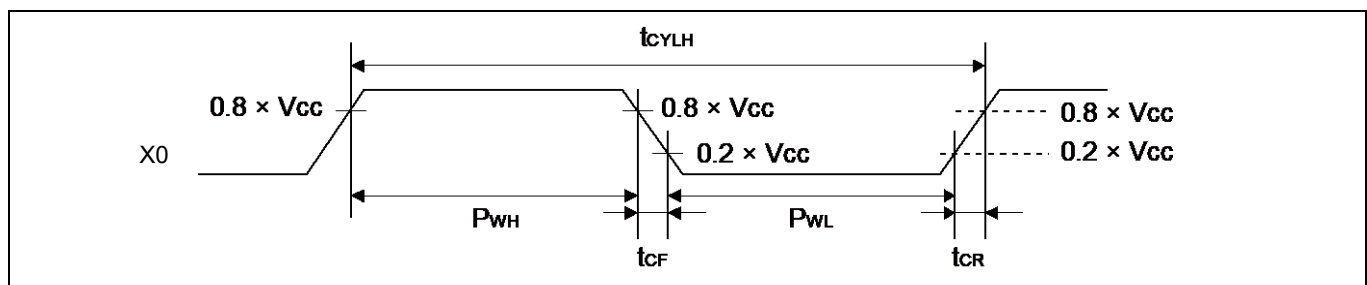 tCYLH
0.8 × Vcc
0.8 × Vcc
0.8 × Vcc
X0
0.2 × Vcc
0.2 × Vcc
PWH
PWL
tCF
tCR